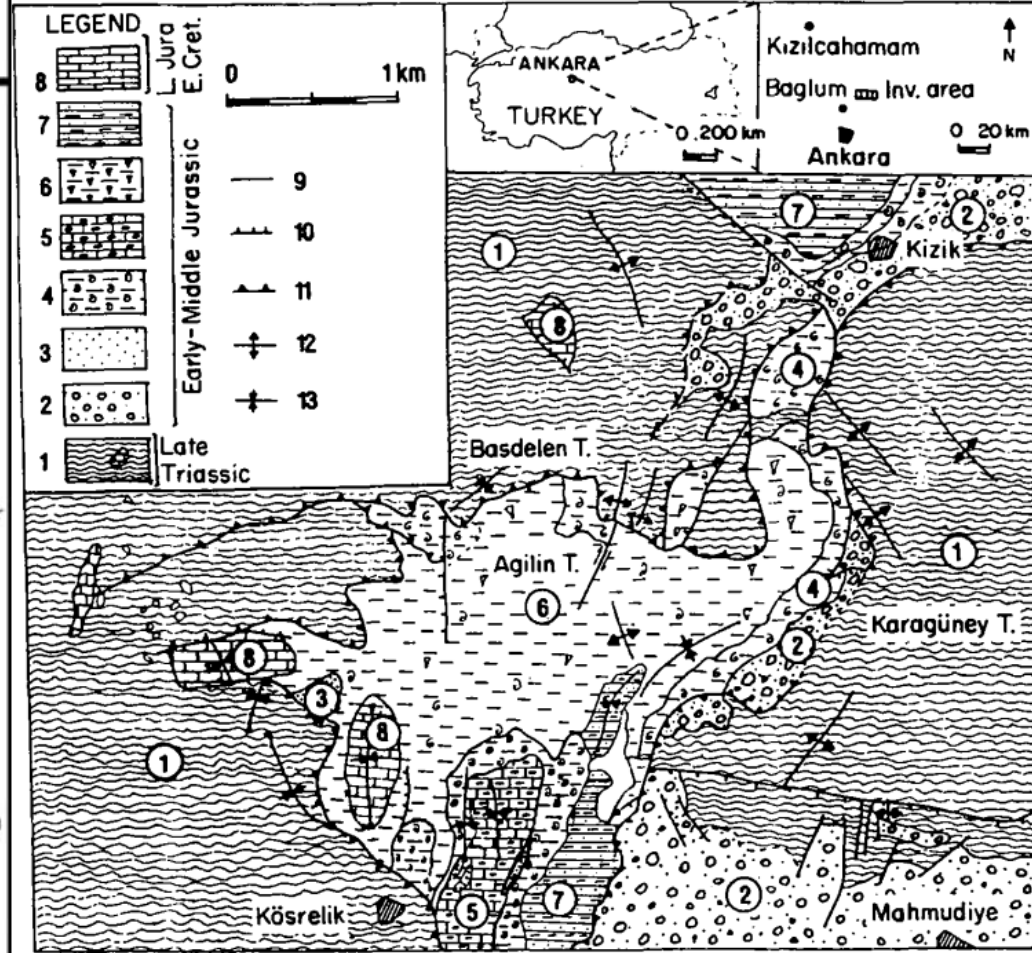 LEGEND
8
L. Jura
E. Cret.
7
6
5
4
3
2
Early-Middle Jurassic
1
Late
Triassic
0 1km
9
10
11
12
13
ANKARA
TURKEY
0 200 km
Kızılcahamam
N
Baglum Inv. area
Ankara
0 20 km
7
2
1
Kizik
8
4
Basdelen T.
Agilin T.
1
6
4
Karagüney T.
2
8
3
8
1
2
5
7
Kösrelik
Mahmudiye